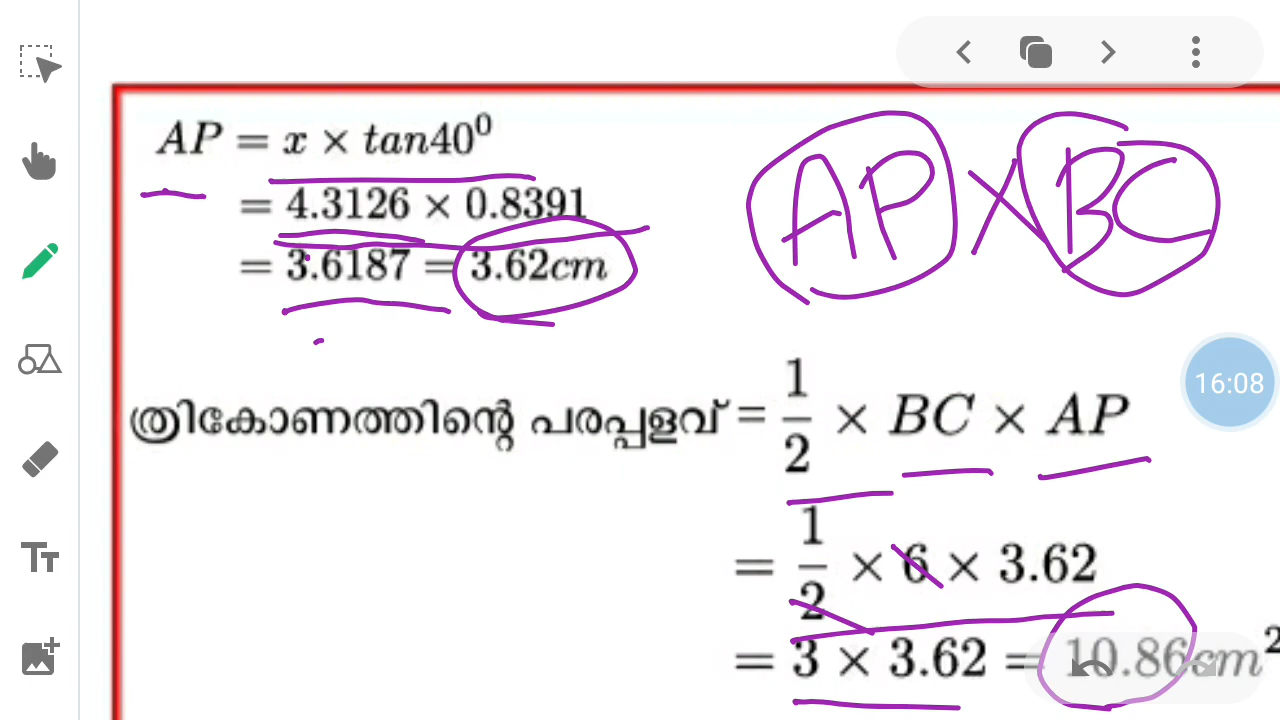 AP = x × tan40⁰
= 4.3126 × 0.8391
= 3.6187 = 3.62cm
AP × BC
16:08
ത്രികോണത്തിന്റെ പരപ്പളവ് = 1/2 × BC × AP
= 1/2 × 6 × 3.62
= 3 × 3.62 = 10.86cm²
Tт